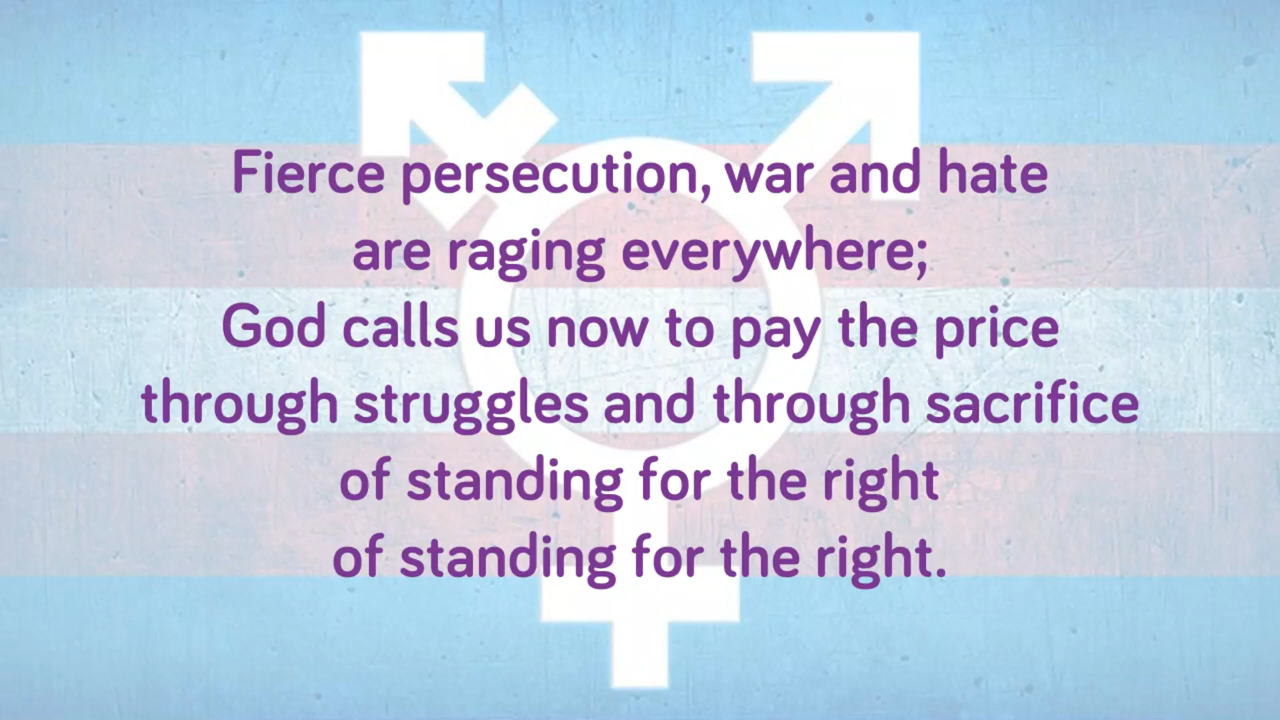 Fierce persecution, war and hate
are raging everywhere;
God calls us now to pay the price
through struggles and through sacrifice
of standing for the right
of standing for the right.